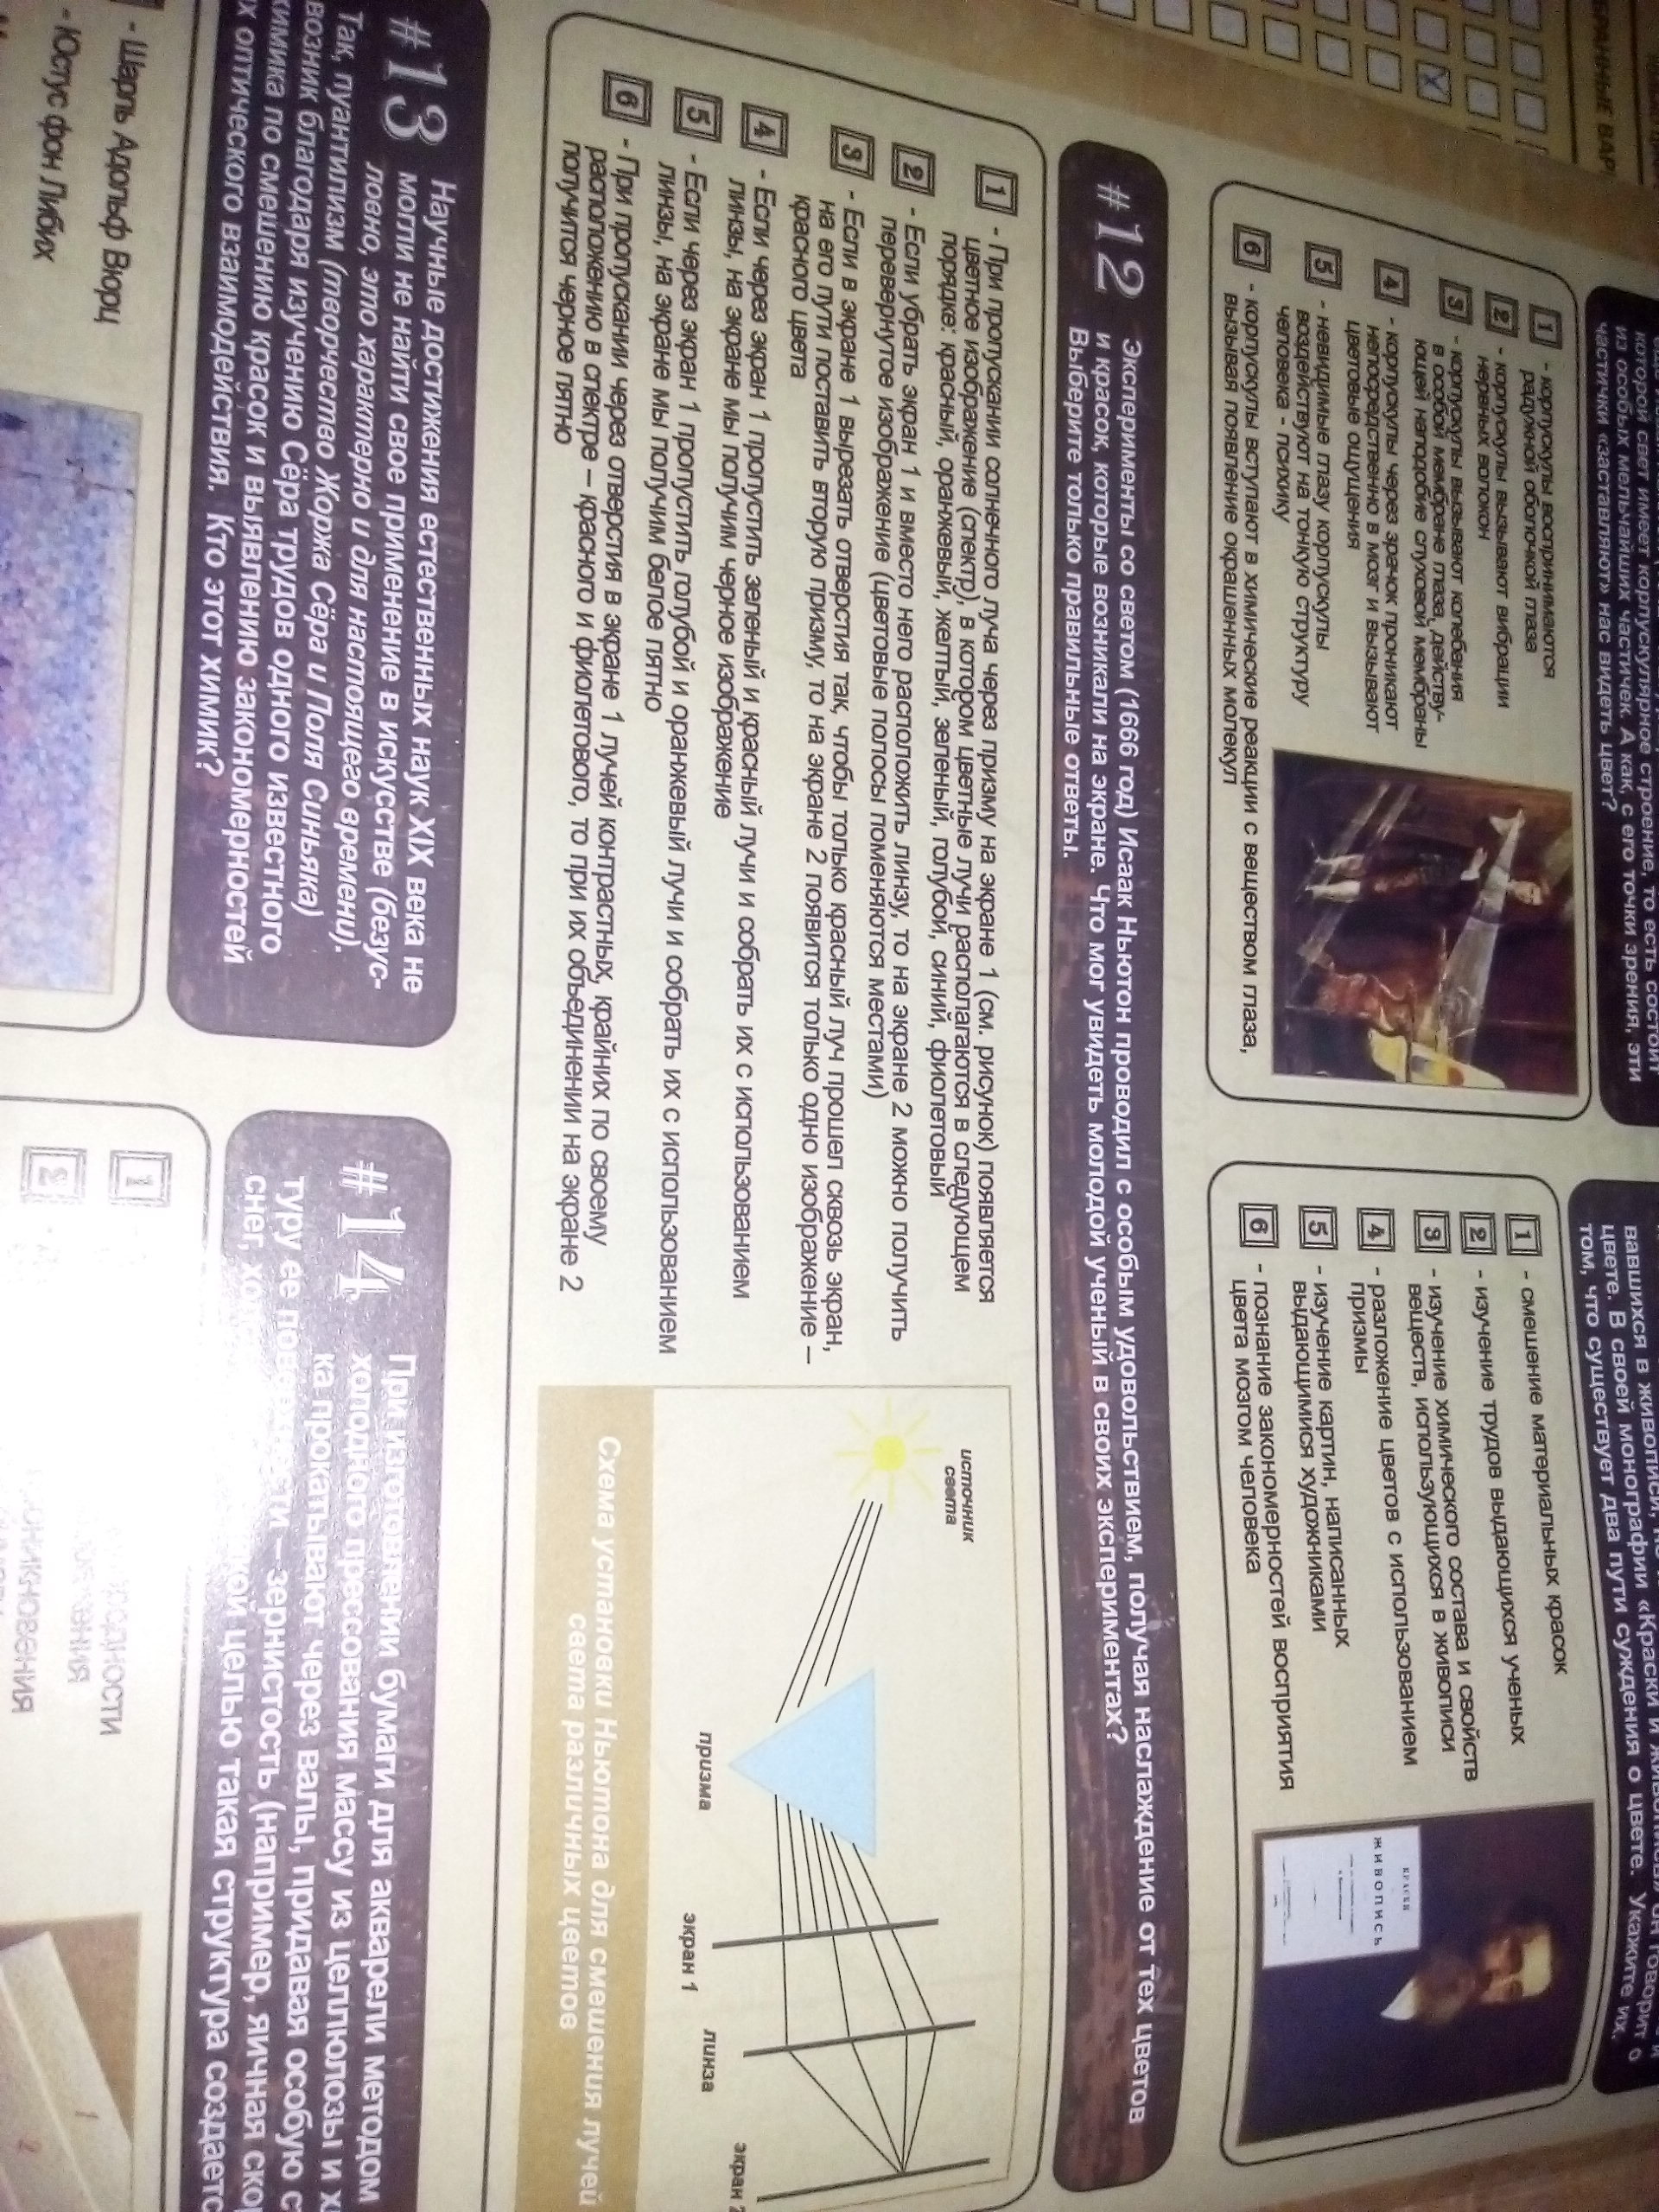 БРАННЫЕ ВАР
которой свет имеет корпускулярное строение, то есть состоит
из особых мельчайших частичек. А как, с его точки зрения, эти
частички «заставляют» нас видеть цвет?
1 - корпускулы воспринимаются
радужной оболочкой глаза
2 - корпускулы вызывают вибрации
нервных волокон
3 - корпускулы вызывают колебания
в особой мембране глаза, действу-
ющей наподобие слуховой мембраны
4 - корпускулы через зрачок проникают
непосредственно в мозг и вызывают
цветовые ощущения
5 - невидимые глазу корпускулы
воздействуют на тонкую структуру
человека - психику
6 - корпускулы вступают в химические реакции с веществом глаза,
вызывая появление окрашенных молекул
вавшихся в живописи,
цвете. В своей монографии «Краски и
говорит о
том, что существует два пути суждения о цвете. Укажите их.
1 - смешение материальных красок
2 - изучение трудов выдающихся ученых
3 - изучение химического состава и свойств
веществ, использующихся в живописи
4 - разложение цветов с использованием
призмы
5 - изучение картин, написанных
выдающимися художниками
6 - познание закономерностей восприятия
цвета мозгом человека
КРАСКИ
ЖИВОПИСЬ
#12 Эксперименты со светом (1666 год) Исаак Ньютон проводил с особым удовольствием, получая наслаждение от тех цветов
и красок, которые возникали на экране. Что мог увидеть молодой ученый в своих экспериментах?
Выберите только правильные ответы.
1 - При пропускании солнечного луча через призму на экране 1 (см. рисунок) появляется
цветное изображение (спектр), в котором цветные лучи располагаются в следующем
порядке: красный, оранжевый, желтый, зеленый, голубой, синий, фиолетовый
2 - Если убрать экран 1 и вместо него расположить линзу, то на экране 2 можно получить
перевернутое изображение (цветовые полосы поменяются местами)
3 - Если в экране 1 вырезать отверстия так, чтобы только красный луч прошел сквозь экран,
на его пути поставить вторую призму, то на экране 2 появится только одно изображение –
красного цвета
4 - Если через экран 1 пропустить зеленый и красный лучи и собрать их с использованием
линзы, на экране мы получим черное изображение
5 - Если через экран 1 пропустить голубой и оранжевый лучи и собрать их с использованием
линзы, на экране мы получим белое пятно
6 - При пропускании через отверстия в экране 1 лучей контрастных, крайних по своему
расположению в спектре – красного и фиолетового, то при их объединении на экране 2
получится черное пятно
источник
света
призма
экран 1
линза
экран 2
Схема установки Ньютона для смешения лучей
света различных цветов
#13 Научные достижения естественных наук XIX века не
могли не найти свое применение в искусстве (безус-
ловно, это характерно и для настоящего времени).
Так, пуантилизм (творчество Жоржа Сёра и Поля Синьяка)
возник благодаря изучению Сёра трудов одного известного
химика по смешению красок и выявлению закономерностей
их оптического взаимодействия. Кто этот химик?
- Шарль Адольф Вюрц
- Юстус фон Либих
#14 При изготовлении бумаги для акварели методом
холодного прессования массу из целлюлозы и
ка прокатывают через валы, придавая особую
туру ее поверхности – зернистость (например, яичная
снег,
целью такая структура создаетс
1
2
1
2